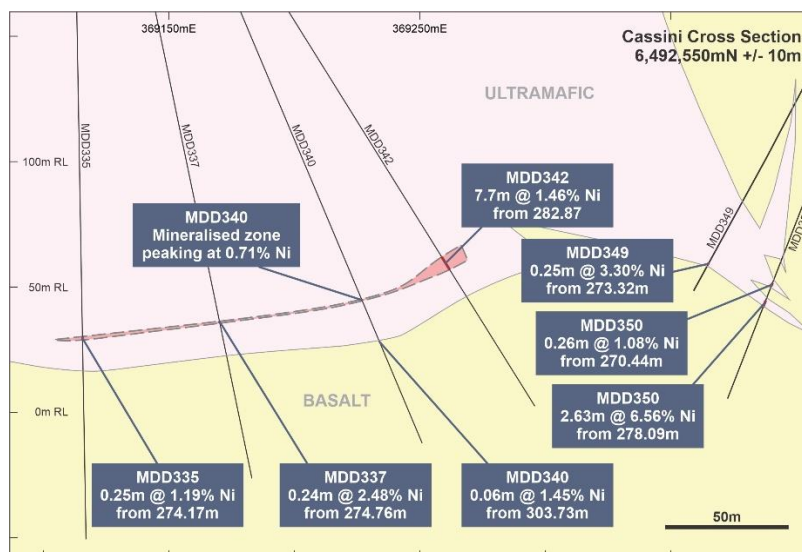 369150mE
369250mE
Cassini Cross Section
6,492,550mN +/- 10m
ULTRAMAFIC
MDD335
MDD337
MDD340
MDD342
MDD349
100m RL
MDD342
7.7m @ 1.46% Ni
from 282.87
MDD340
Mineralised zone
peaking at 0.71% Ni
MDD349
0.25m @ 3.30% Ni
from 273.32m
50m RL
MDD350
0.26m @ 1.08% Ni
from 270.44m
BASALT
0m RL
MDD350
2.63m @ 6.56% Ni
from 278.09m
MDD335
0.25m @ 1.19% Ni
from 274.17m
MDD337
0.24m @ 2.48% Ni
from 274.76m
MDD340
0.06m @ 1.45% Ni
from 303.73m
50m